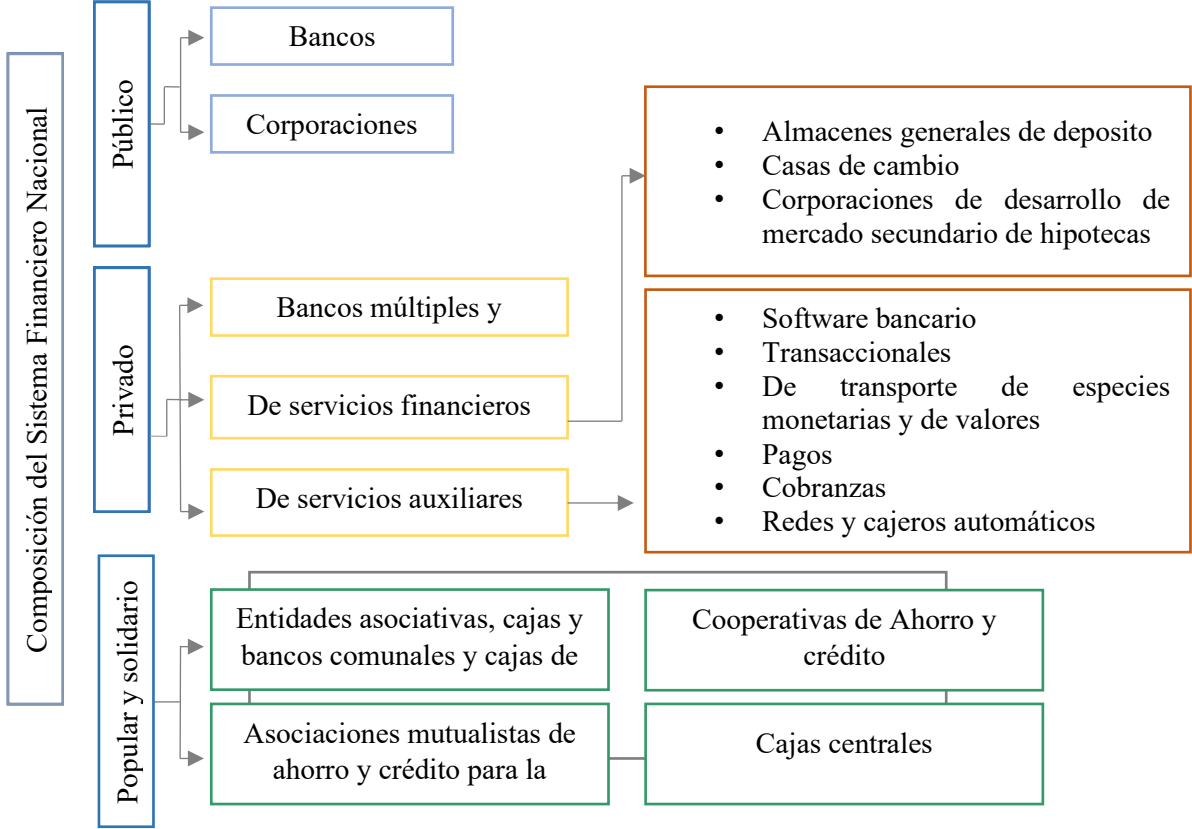 Composición del Sistema Financiero Nacional
Público
Bancos
Corporaciones
Privado
Bancos múltiples y
De servicios financieros
De servicios auxiliares
• Almacenes generales de deposito
• Casas de cambio
• Corporaciones de desarrollo de
mercado secundario de hipotecas
• Software bancario
• Transaccionales
• De transporte de especies
monetarias y de valores
• Pagos
• Cobranzas
• Redes y cajeros automáticos
Popular y solidario
Entidades asociativas, cajas y
bancos comunales y cajas de
Cooperativas de Ahorro y
crédito
Asociaciones mutualistas de
ahorro y crédito para la
Cajas centrales